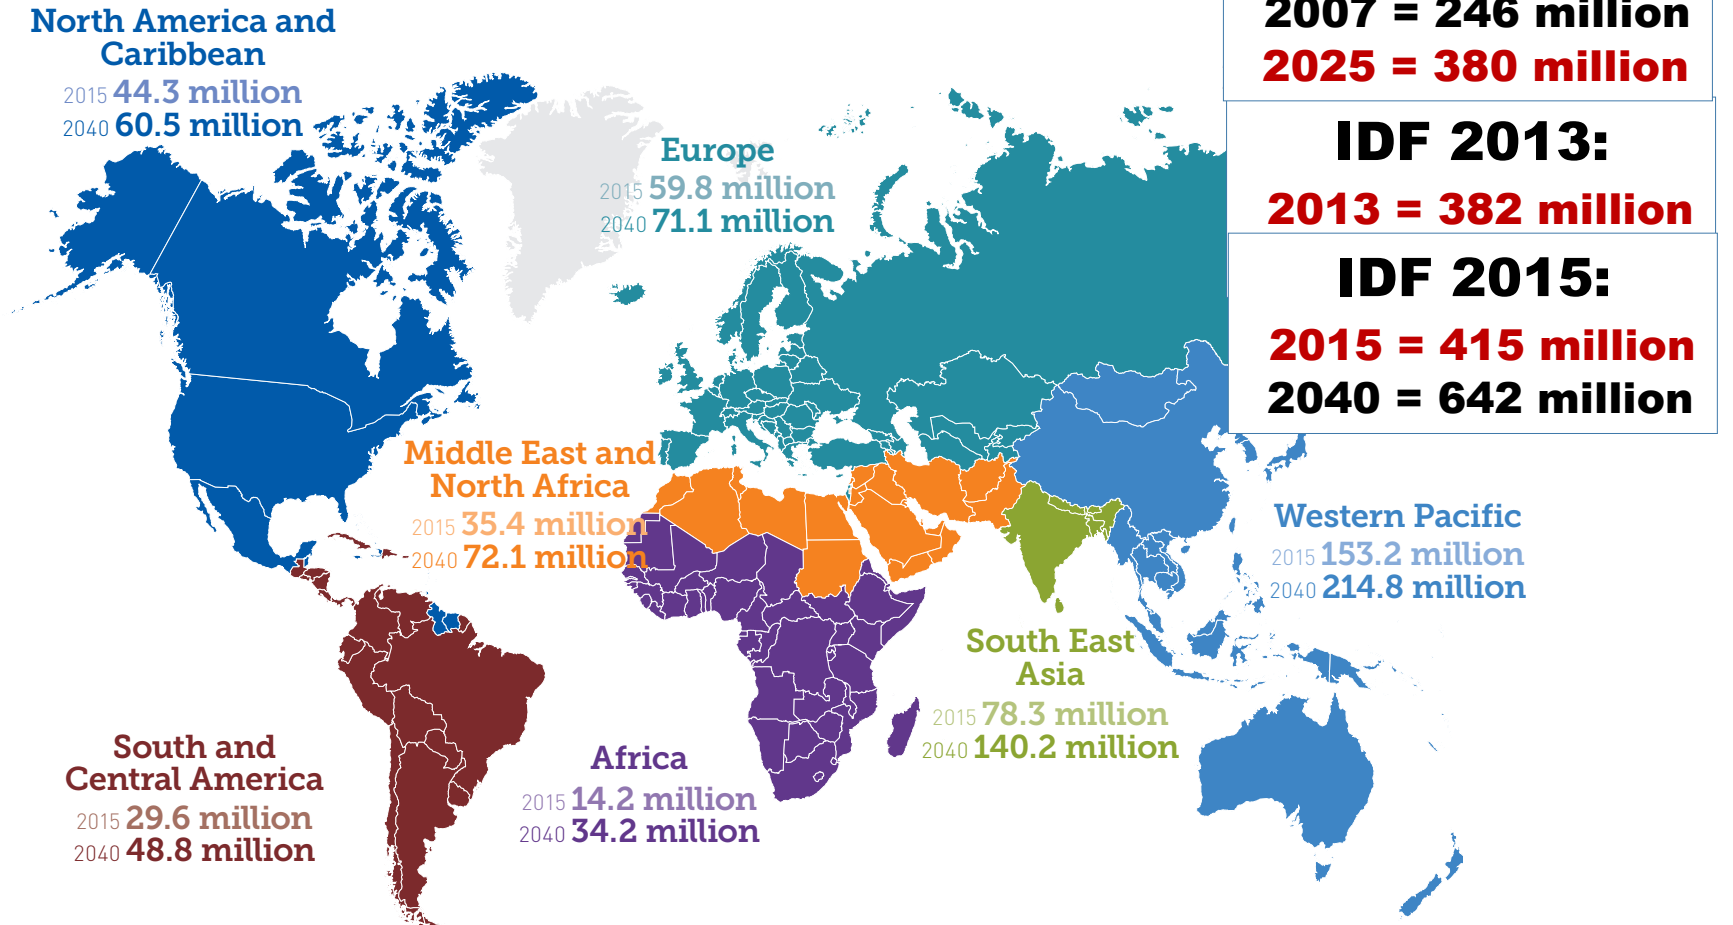 North America and
Caribbean
2015 44.3 million
2040 60.5 million
Europe
2015 59.8 million
2040 71.1 million
2007 = 246 million
2025 = 380 million
IDF 2013:
2013 = 382 million
IDF 2015:
2015 = 415 million
2040 = 642 million
Middle East and
North Africa
2015 35.4 million
2040 72.1 million
Western Pacific
2015 153.2 million
2040 214.8 million
South East
Asia
2015 78.3 million
2040 140.2 million
South and
Central America
2015 29.6 million
2040 48.8 million
Africa
2015 14.2 million
2040 34.2 million